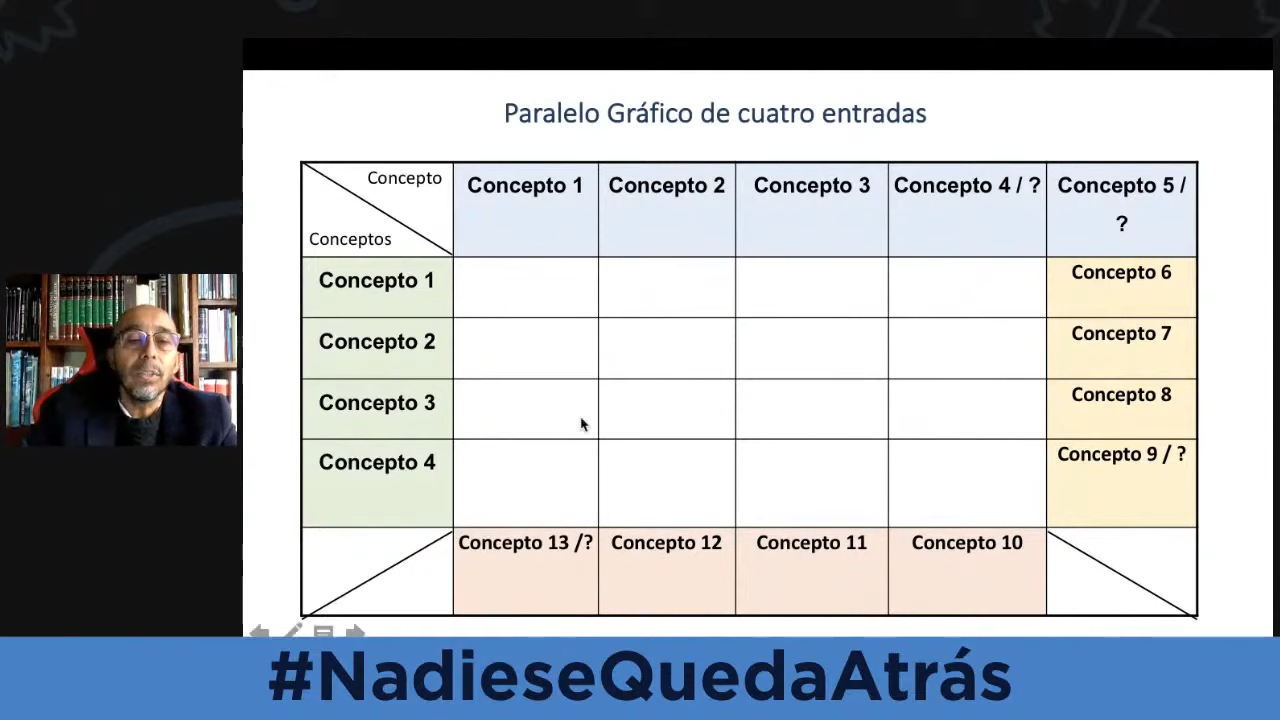 Paralelo Gráfico de cuatro entradas
Concepto
Conceptos
Concepto 1
Concepto 2
Concepto 3
Concepto 4 / ?
Concepto 5 /
?
Concepto 1
Concepto 6
Concepto 2
Concepto 7
Concepto 3
Concepto 8
Concepto 4
Concepto 9 / ?
Concepto 13 /?
Concepto 12
Concepto 11
Concepto 10
#NadieseQuedaAtrás